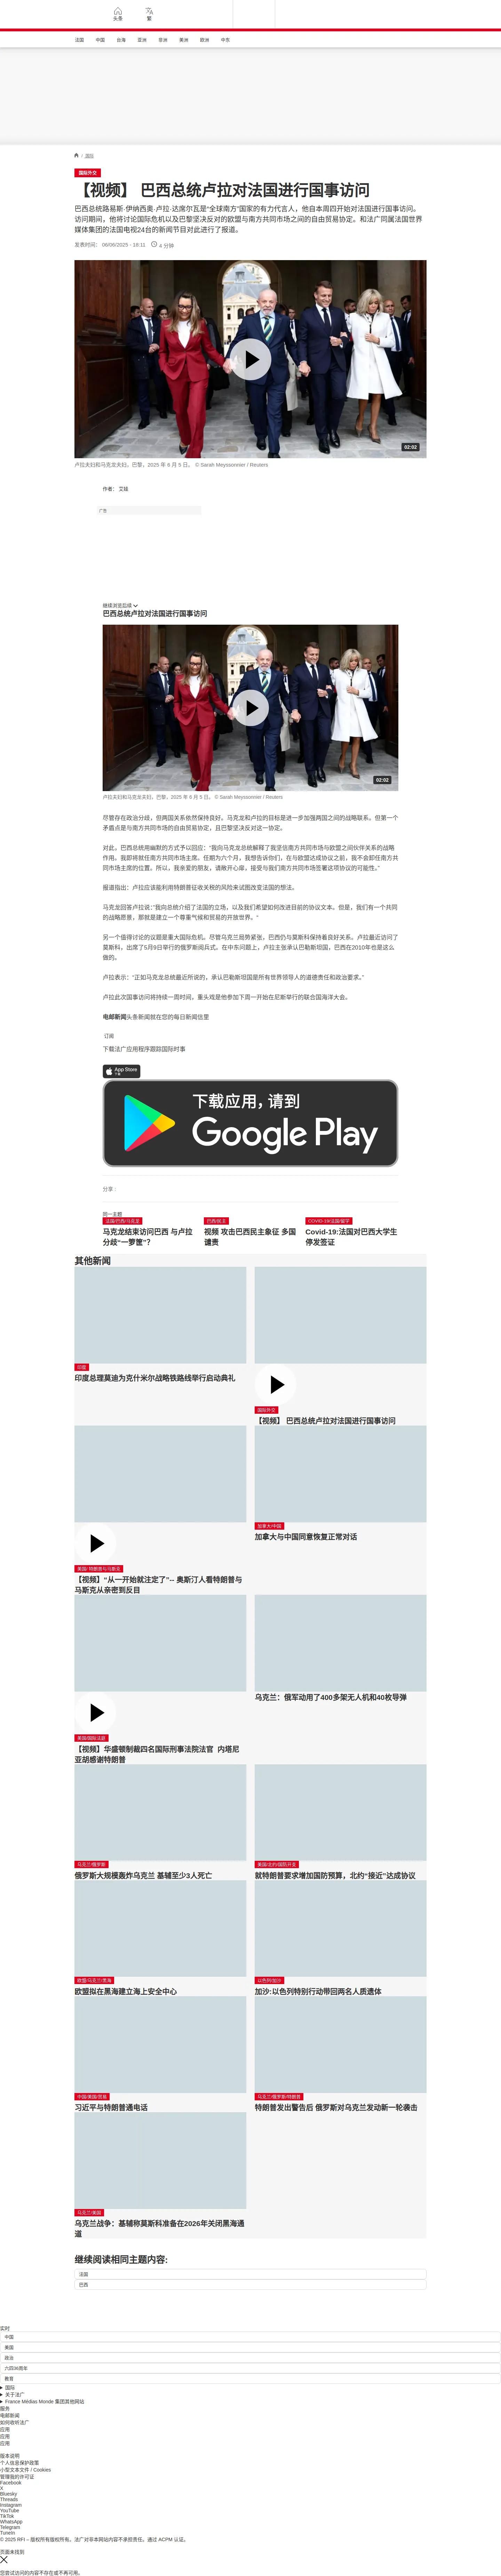 头条
繁
法国
中国
台海
亚洲
非洲
美洲
欧洲
中东
国际
国际外交
【视频】 巴西总统卢拉对法国进行国事访问
巴西总统路易斯·伊纳西奥·卢拉·达席尔瓦是“全球南方”国家的有力代言人，他自本周四开始对法国进行国事访问。
访问期间，他将讨论国际危机以及巴黎坚决反对的欧盟与南方共同市场之间的自由贸易协定。和法广同属法国世界
媒体集团的法国电视24台的新闻节目对此进行了报道。
发表时间： 06/06/2025 - 16:11
4 分钟
02:02
卢拉夫妇和马克龙夫妇，巴黎，2025 年 6 月 5 日。 © Sarah Meyssonnier / Reuters
作者： 艾踊
广告
继续浏览后续
巴西总统卢拉对法国进行国事访问
02:02
卢拉夫妇和马克龙夫妇，巴黎，2025 年 6 月 5 日。 © Sarah Meyssonnier / Reuters
尽管存在政治分歧，但两国关系依然保持良好。马克龙和卢拉的目标是进一步加强两国之间的战略联系。但第一个
矛盾点是与南方共同市场的自由贸易协定，且巴黎坚决反对这一协定。
对此，巴西总统用幽默的方式予以回应：“我向马克龙总统解释了我坚信南方共同市场与欧盟之间伙伴关系的战略
作用。我即将就任南方共同市场主席。任期为六个月，我想告诉你们，在与欧盟达成协议之前，我不会卸任南方共
同市场主席的位置。所以，我亲爱的朋友，请敞开心扉，接受与我们南方共同市场签署这项协议的可能性。”
报道指出：卢拉应该能利用特朗普征收关税的风险来试图改变法国的想法。
马克龙回答卢拉说：“我向总统介绍了法国的立场，以及我们希望如何改进目前的协议文本。但是，我们有一个共同
的战略愿景，那就是建立一个尊重气候和贸易的开放世界。”
另一个值得讨论的议题是重大国际危机。尽管乌克兰局势紧张，巴西仍与莫斯科保持着良好关系。卢拉最近访问了
莫斯科，出席了5月9日举行的俄罗斯阅兵式。在中东问题上，卢拉主张承认巴勒斯坦国，巴西在2010年也是这么
做的。
卢拉表示：“正如马克龙总统最近所说的，承认巴勒斯坦国是所有世界领导人的道德责任和政治要求。”
卢拉此次国事访问将持续一周时间，重头戏是他参加下周一开始在尼斯举行的联合国海洋大会。
电邮新闻头条新闻就在您的每日新闻信里
订阅
下载法广应用程序跟踪国际时事
App Store
下载
下载应用，请到
Google Play
分享 :
同一主题
法国/巴西/马克龙
马克龙结束访问巴西 与卢拉
分歧“一箩筐”？
巴西/民主
视频 攻击巴西民主象征 多国
谴责
COVID-19/法国/留学
Covid-19:法国对巴西大学生
停发签证
其他新闻
印度
印度总理莫迪为克什米尔战略铁路线举行启动典礼
国际外交
【视频】 巴西总统卢拉对法国进行国事访问
美国/ 特朗普与马斯克
【视频】“从一开始就注定了”-- 奥斯汀人看特朗普与
马斯克从亲密到反目
加拿大/中国
加拿大与中国同意恢复正常对话
美国/国际法庭
【视频】华盛顿制裁四名国际刑事法院法官 内塔尼
亚胡感谢特朗普
乌克兰：俄军动用了400多架无人机和40枚导弹
乌克兰/俄罗斯
俄罗斯大规模轰炸乌克兰 基辅至少3人死亡
美国/北约/国防开支
就特朗普要求增加国防预算，北约“接近”达成协议
欧盟/乌克兰/黑海
欧盟拟在黑海建立海上安全中心
以色列/加沙
加沙:以色列特别行动带回两名人质遗体
中国/美国/贸易
习近平与特朗普通电话
乌克兰/俄罗斯/特朗普
特朗普发出警告后 俄罗斯对乌克兰发动新一轮袭击
乌克兰/美国
乌克兰战争：基辅称莫斯科准备在2026年关闭黑海通
道
继续阅读相同主题内容:
法国
巴西
实时
中国
美国
政治
六四36周年
教育
国际
关于法广
France Médias Monde 集团其他网站
服务
电邮新闻
如何收听法广
应用
应用
应用
版本说明
个人信息保护政策
小型文本文件 / Cookies
管理我的许可证
Facebook
X
Bluesky
Threads
Instagram
YouTube
TikTok
WhatsApp
Telegram
TuneIn
© 2025 RFI – 版权所有版权所有。法广对非本网站内容不承担责任。通过 ACPM 认证。
页面未找到
您尝试访问的内容不存在或不再可用。